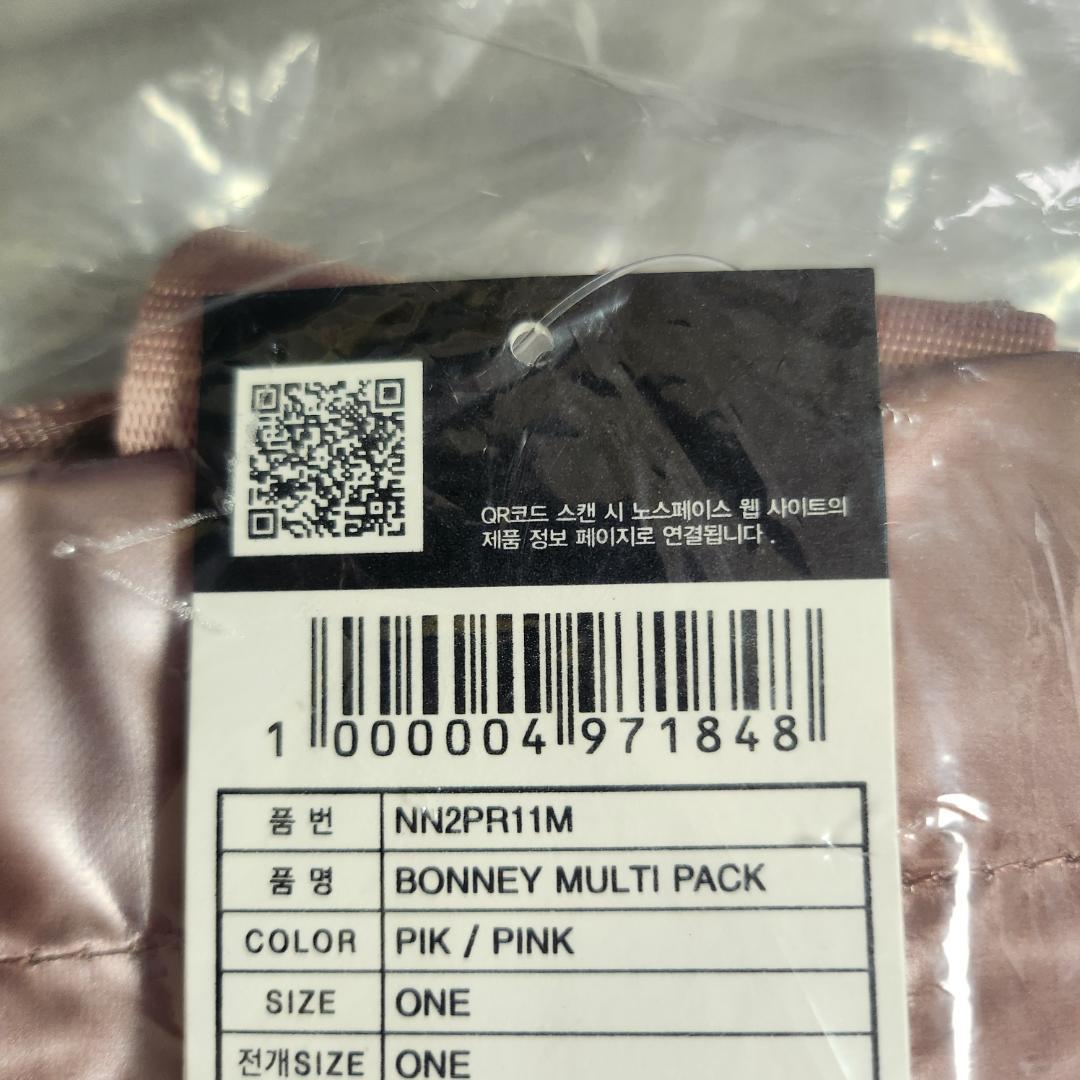 QR코드 스캔 시 노스페이스 웹 사이트의
제품 정보 페이지로 연결됩니다.
1 000004 971848
품 번 NN2PR11M
품 명 BONNEY MULTI PACK
COLOR PIK / PINK
SIZE ONE
전개SIZE ONE